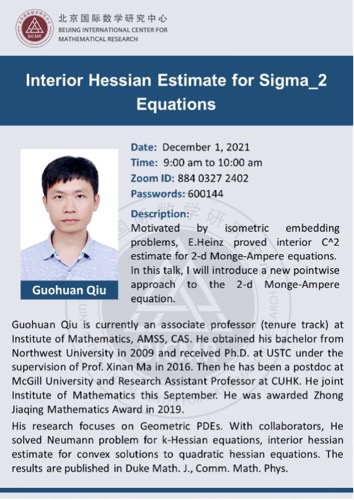 北京国际数学研究中心
BEIJING INTERNATIONAL CENTER FOR
MATHEMATICAL RESEARCH
BICMR
Interior Hessian Estimate for Sigma_2
Equations
Date: December 1, 2021
Time: 9:00 am to 10:00 am
Zoom ID: 884 0327 2402
Passwords: 600144
Description:
Motivated by isometric embedding
problems, E.Heinz proved interior C^2
estimate for 2-d Monge-Ampere equations.
In this talk, I will introduce a new pointwise
approach to the 2-d Monge-Ampere
equation.
Guohuan Qiu
Guohuan Qiu is currently an associate professor (tenure track) at
Institute of Mathematics, AMSS, CAS. He obtained his bachelor from
Northwest University in 2009 and received Ph.D. at USTC under the
supervision of Prof. Xinan Ma in 2016. Then he has been a postdoc at
McGill University and Research Assistant Professor at CUHK. He joint
Institute of Mathematics this September. He was awarded Zhong
Jiaqing Mathematics Award in 2019.
His research focuses on Geometric PDEs. With collaborators, He
solved Neumann problem for k-Hessian equations, interior hessian
estimate for convex solutions to quadratic hessian equations. The
results are published in Duke Math. J., Comm. Math. Phys.